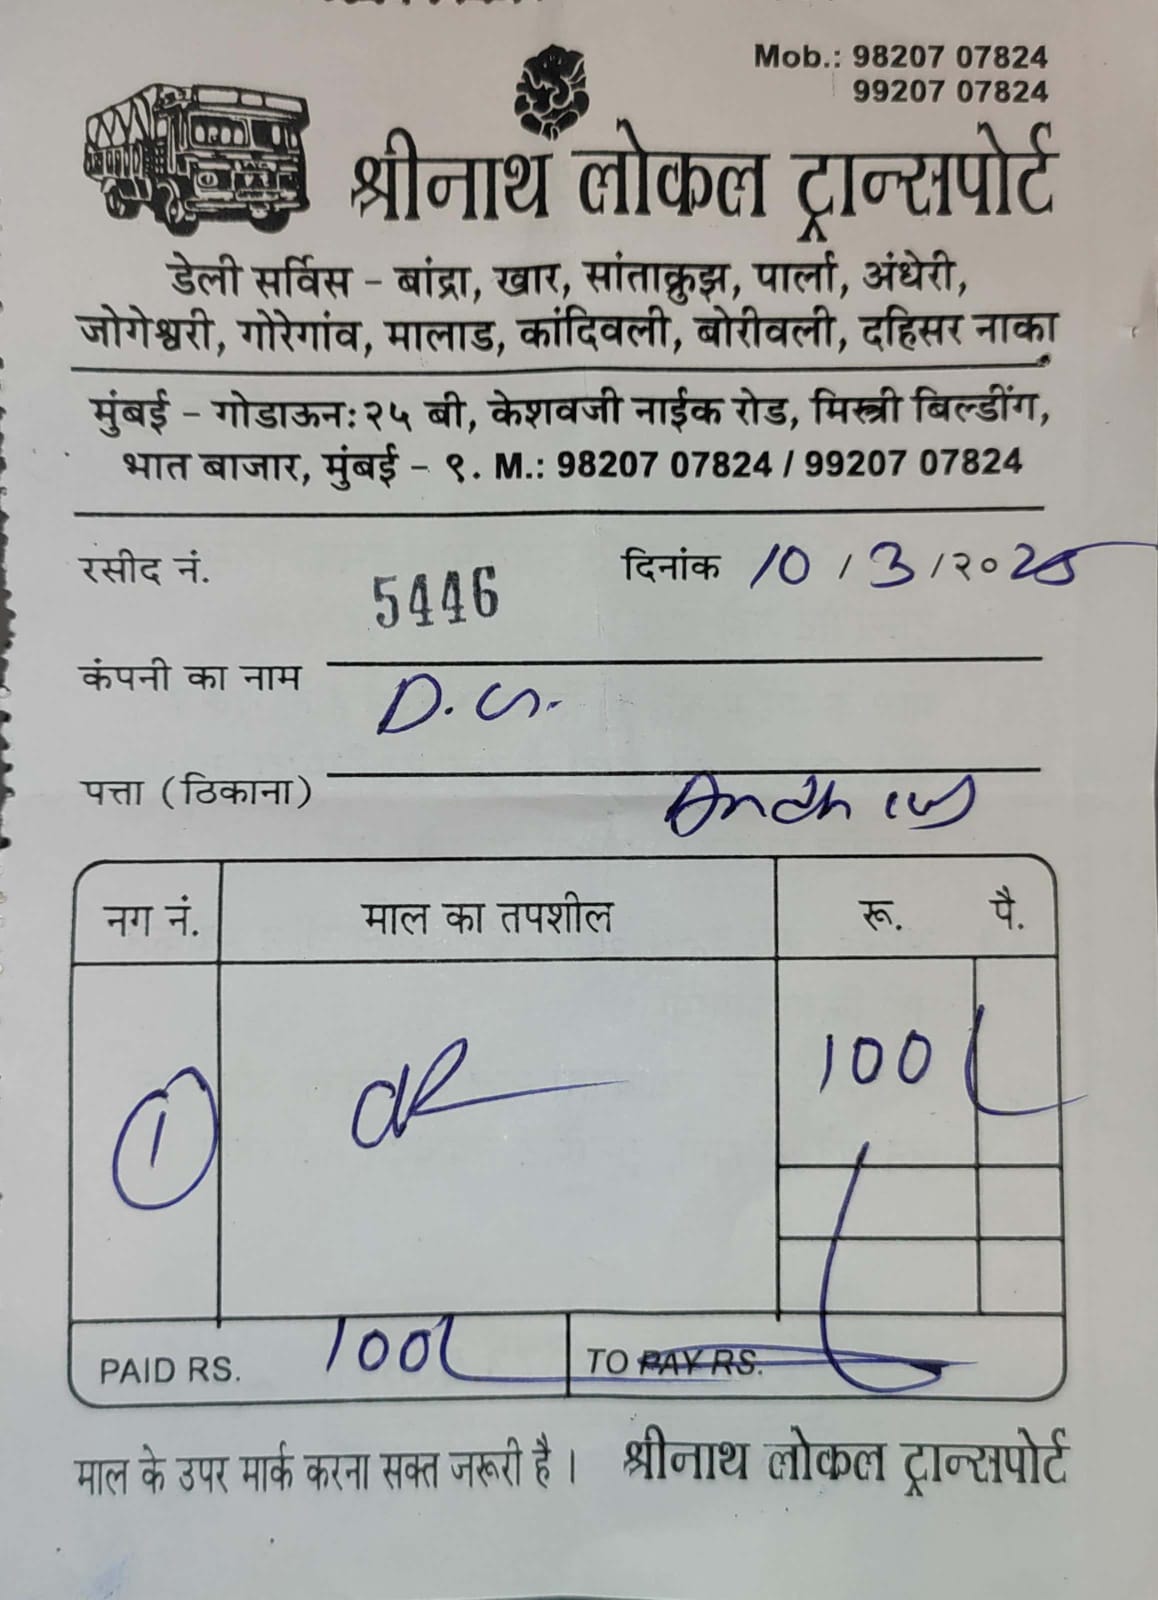 Mob.: 98207 07824
99207 07824
श्रीनाथ लोकल ट्रान्सपोर्ट
डेली सर्विस - बांद्रा, खार, सांताक्रुझ, पार्ला, अंधेरी,
जोगेश्वरी, गोरेगांव, मालाड, कांदिवली, बोरीवली, दहिसर नाका
मुंबई - गोडाऊन: २५ बी, केशवजी नाईक रोड, मिस्त्री बिल्डींग,
भात बाजार, मुंबई - ९. M.: 98207 07824 / 99207 07824
रसीद नं. 5446 दिनांक 10 / 3 / २० 25
कंपनी का नाम D.
पत्ता (ठिकाना)
नग नं. माल का तपशील रू. पै.
1 100
PAID RS. 100 TO PAY RS.
माल के उपर मार्क करना सक्त जरूरी है । श्रीनाथ लोकल ट्रान्सपोर्ट